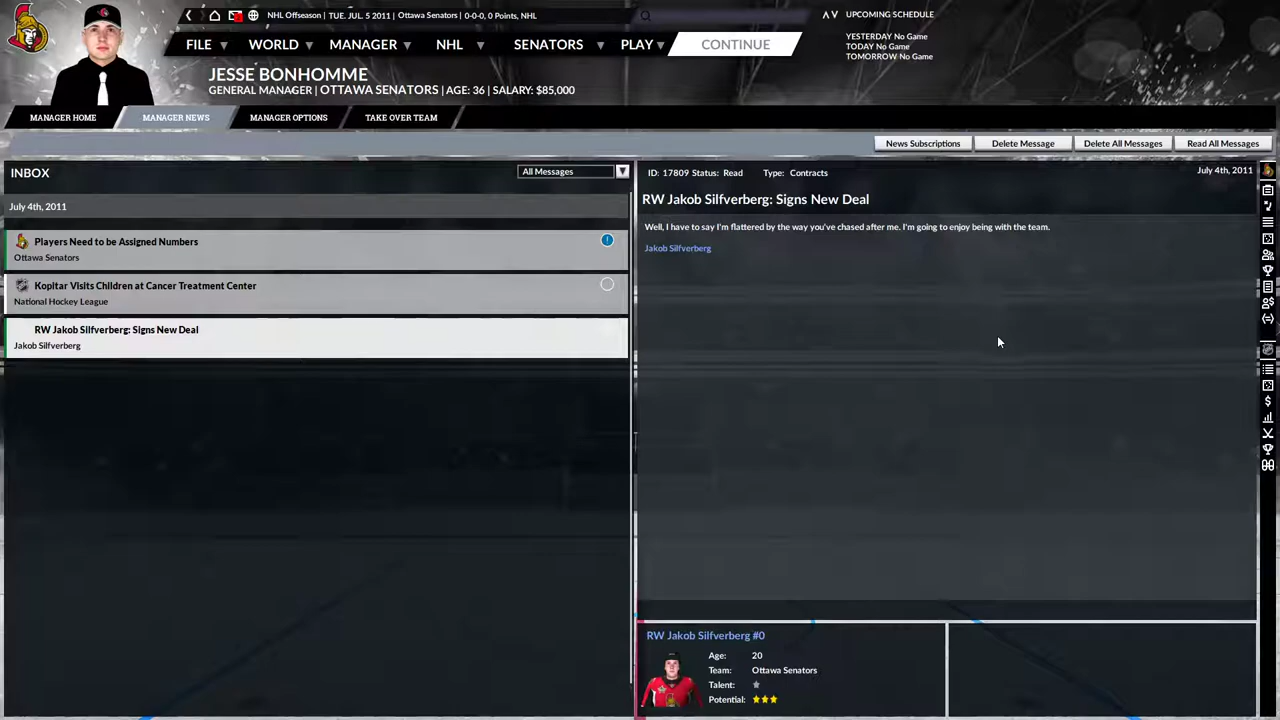 NHL Offseason | TUE. JUL. 5 2011 | Ottawa Senators | 0-0-0, 0 Points, NHL
UPCOMING SCHEDULE
YESTERDAY No Game
TODAY No Game
TOMORROW No Game
FILE WORLD MANAGER NHL SENATORS PLAY CONTINUE
JESSE BONHOMME
GENERAL MANAGER | OTTAWA SENATORS | AGE: 36 | SALARY: $85,000
MANAGER HOME MANAGER NEWS MANAGER OPTIONS TAKE OVER TEAM
News Subscriptions Delete Message Delete All Messages Read All Messages
INBOX All Messages
July 4th, 2011
Players Need to be Assigned Numbers
Ottawa Senators
Kopitar Visits Children at Cancer Treatment Center
National Hockey League
RW Jakob Silfverberg: Signs New Deal
Jakob Silfverberg
ID: 17809 Status: Read Type: Contracts July 4th, 2011
RW Jakob Silfverberg: Signs New Deal
Well, I have to say I'm flattered by the way you've chased after me. I'm going to enjoy being with the team.
Jakob Silfverberg
RW Jakob Silfverberg #0
Age: 20
Team: Ottawa Senators
Talent:
Potential: